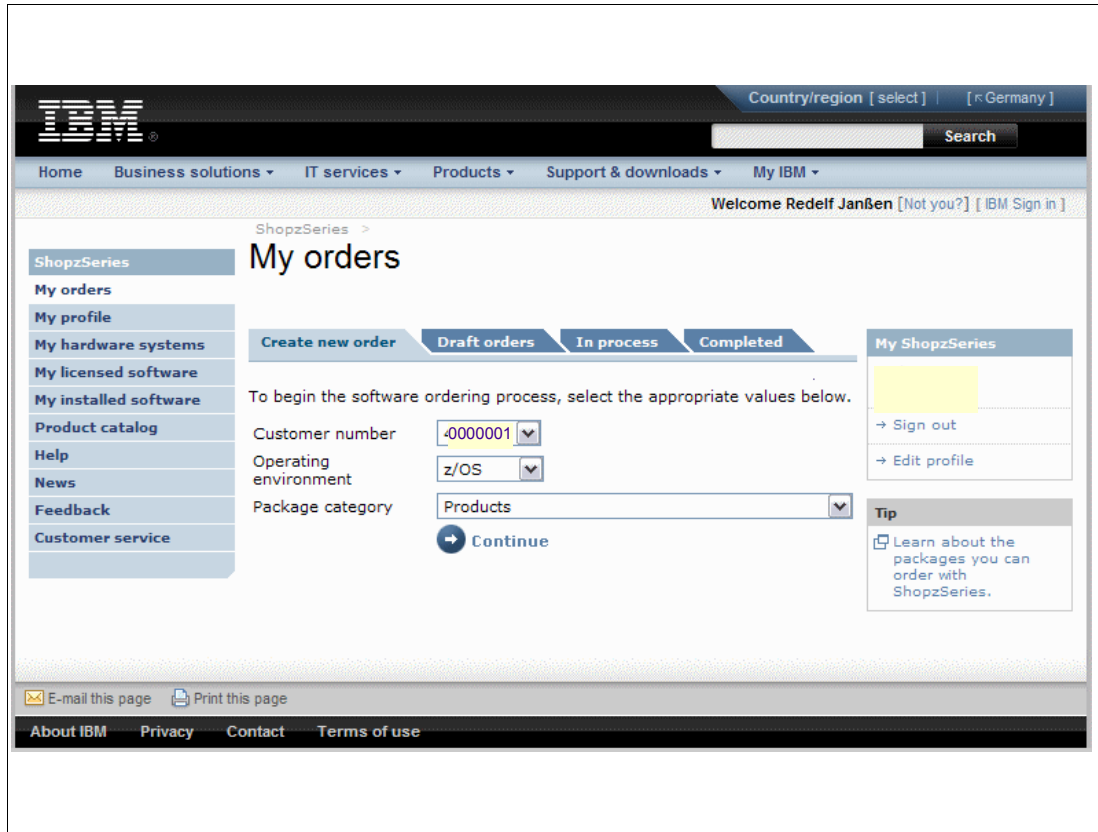 Country/region [ select ] | [ Germany ]
IBM ®
Search
Home Business solutions IT services Products Support & downloads My IBM
Welcome Redelf Janßen [Not you?] [ IBM Sign in ]
ShopzSeries >
My orders
ShopzSeries
My orders
My profile
My hardware systems
My licensed software
My installed software
Product catalog
Help
News
Feedback
Customer service
Create new order Draft orders In process Completed
To begin the software ordering process, select the appropriate values below.
Customer number 0000001
Operating
environment z/OS
Package category Products
Continue
My ShopzSeries
→ Sign out
→ Edit profile
Tip
Learn about the
packages you can
order with
ShopzSeries.
E-mail this page Print this page
About IBM Privacy Contact Terms of use